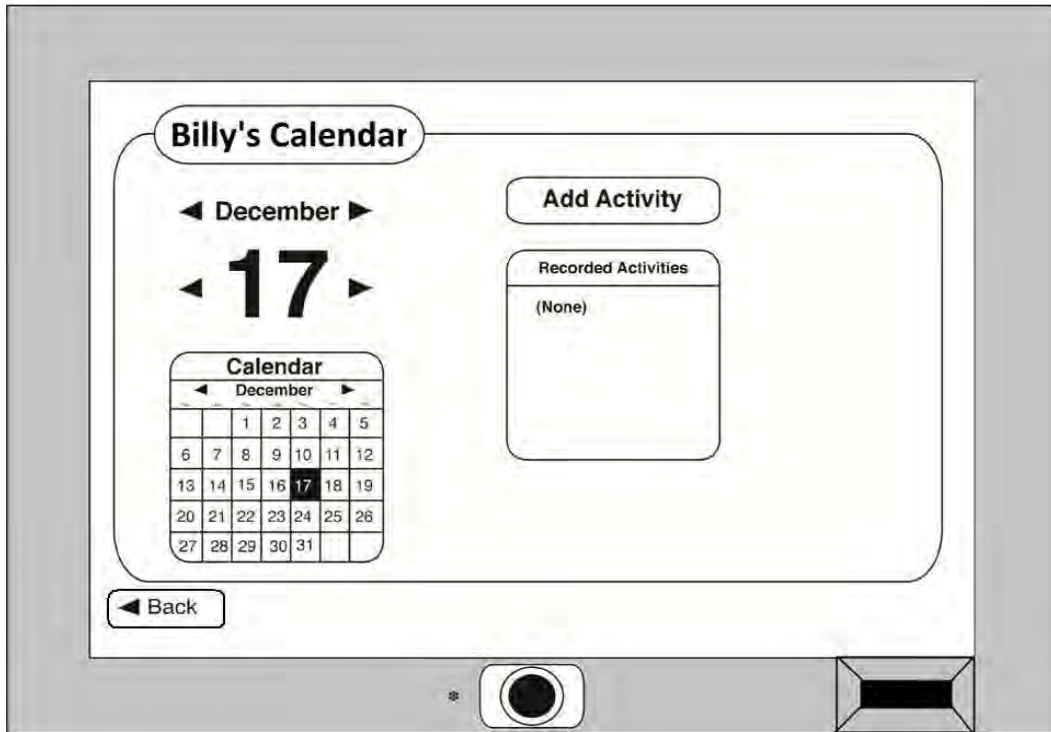 Billy's Calendar
December
17
Calendar
December
1 2 3 4 5
6 7 8 9 10 11 12
13 14 15 16 17 18 19
20 21 22 23 24 25 26
27 28 29 30 31
Add Activity
Recorded Activities
(None)
Back
*